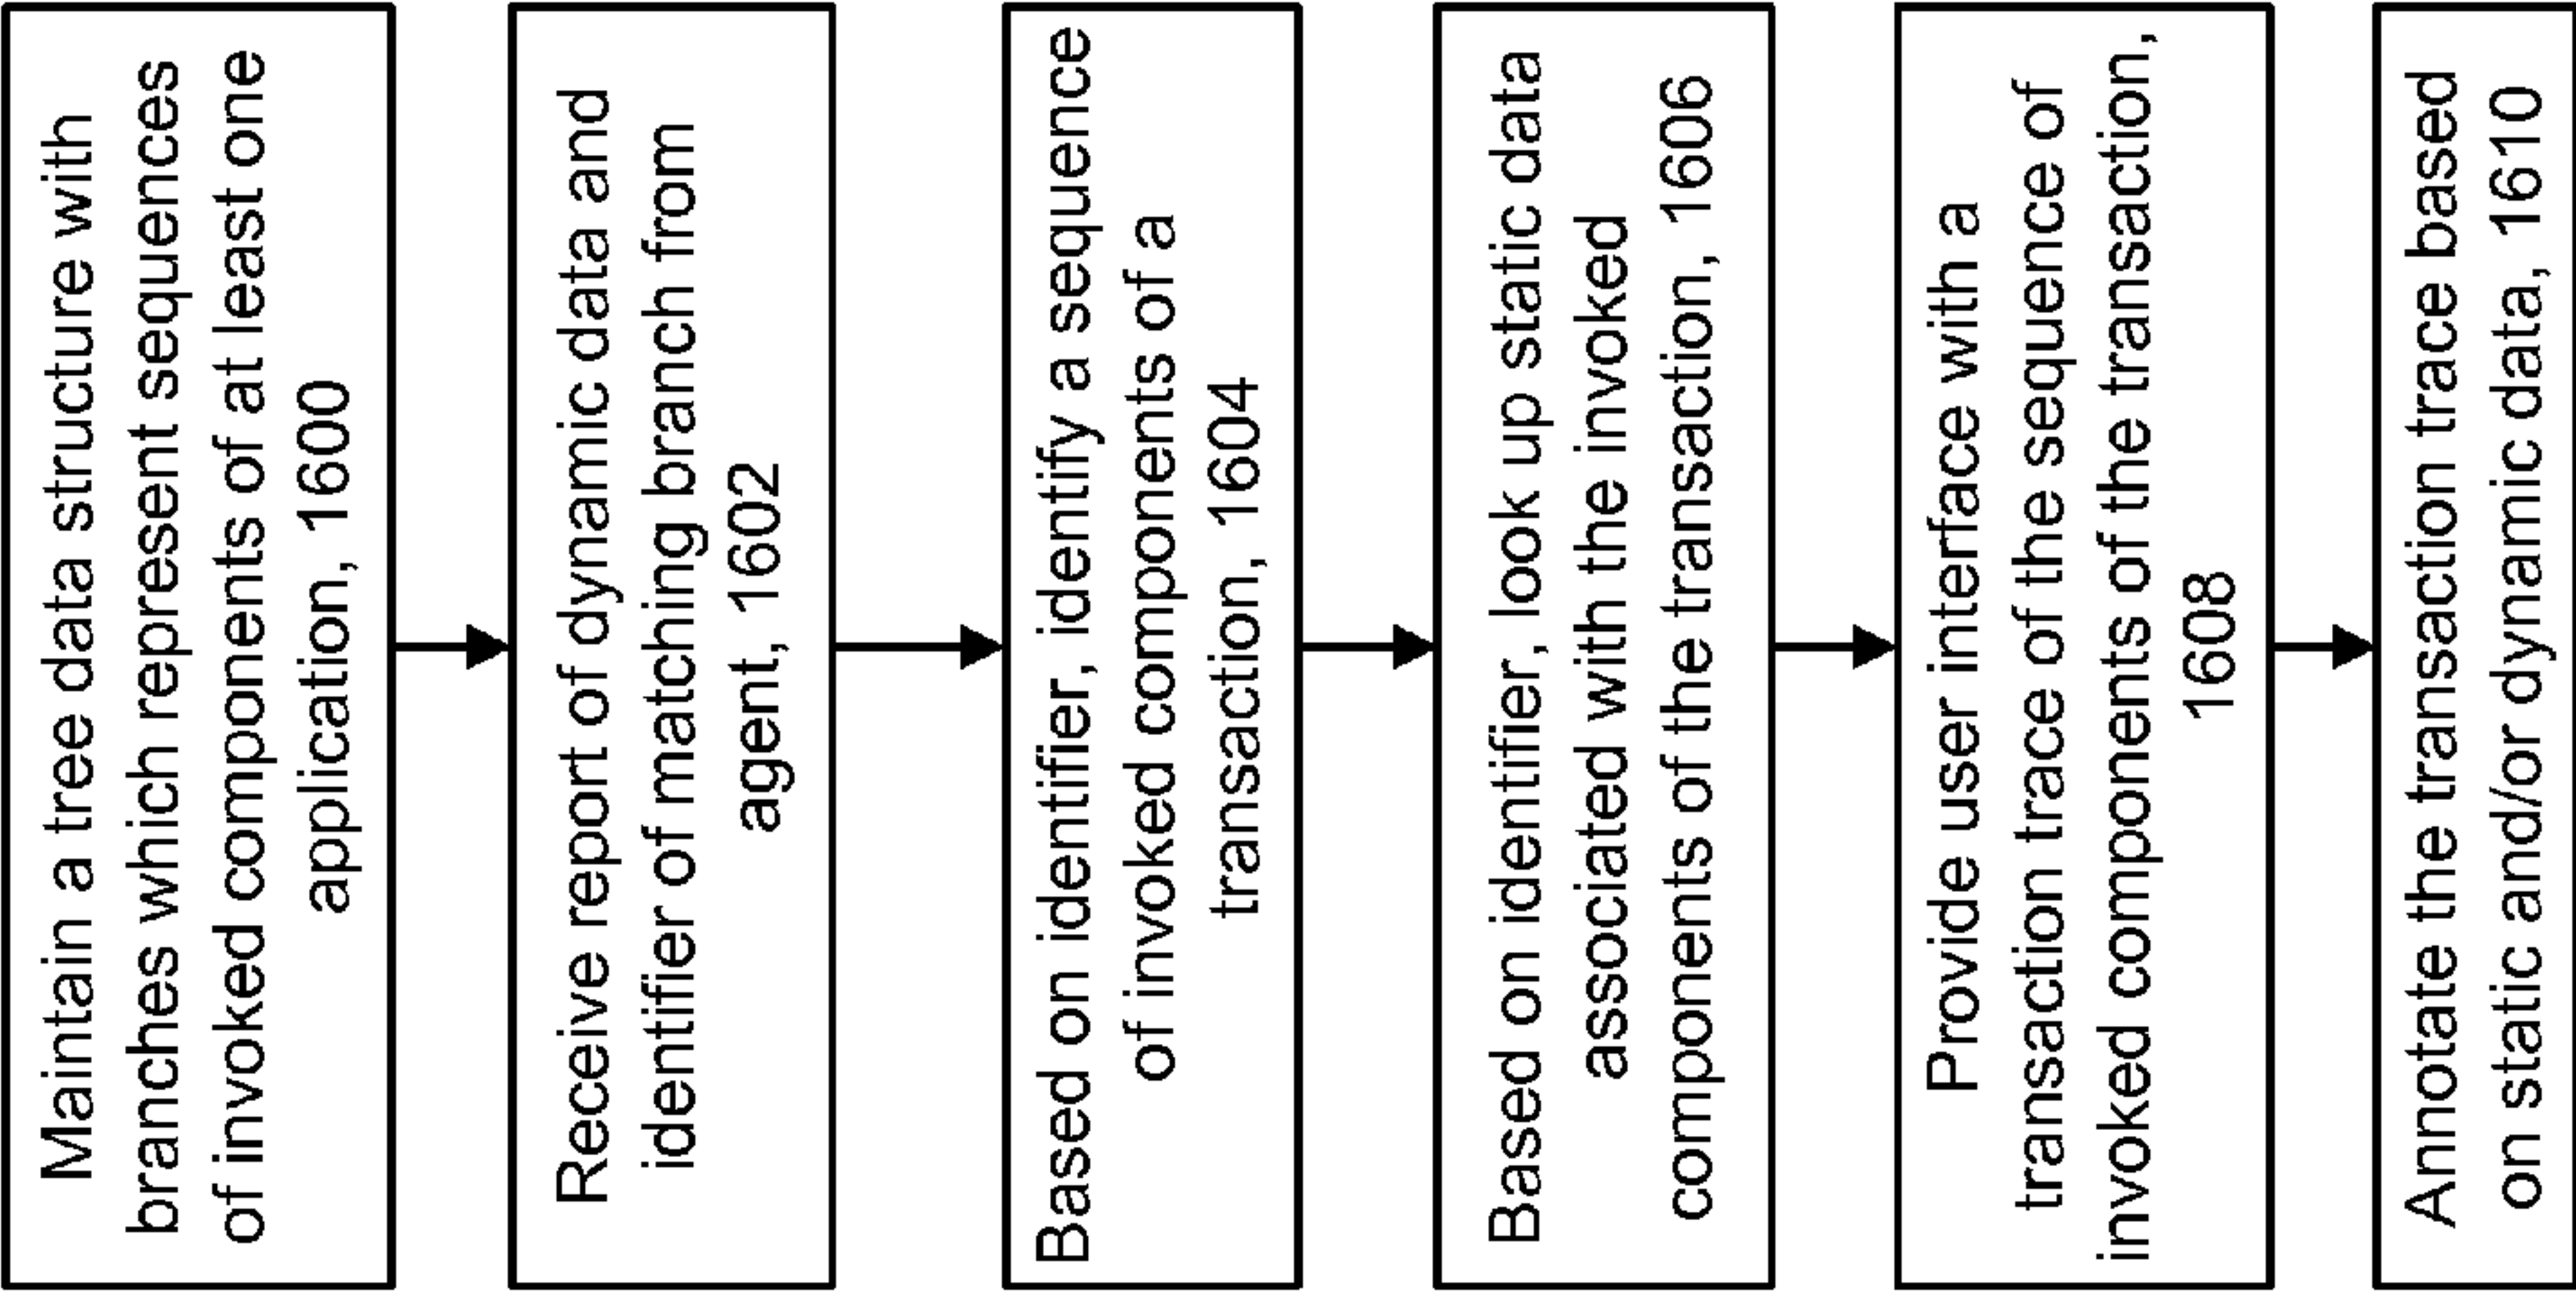 Maintain a tree data structure with
branches which represent sequences
of invoked components of at least one
application, 1600
Receive report of dynamic data and
identifier of matching branch from
agent, 1602
Based on identifier, identify a sequence
of invoked components of a
transaction, 1604
Based on identifier, look up static data
associated with the invoked
components of the transaction, 1606
Provide user interface with a
transaction trace of the sequence of
invoked components of the transaction,
1608
Annotate the transaction trace based
on static and/or dynamic data, 1610